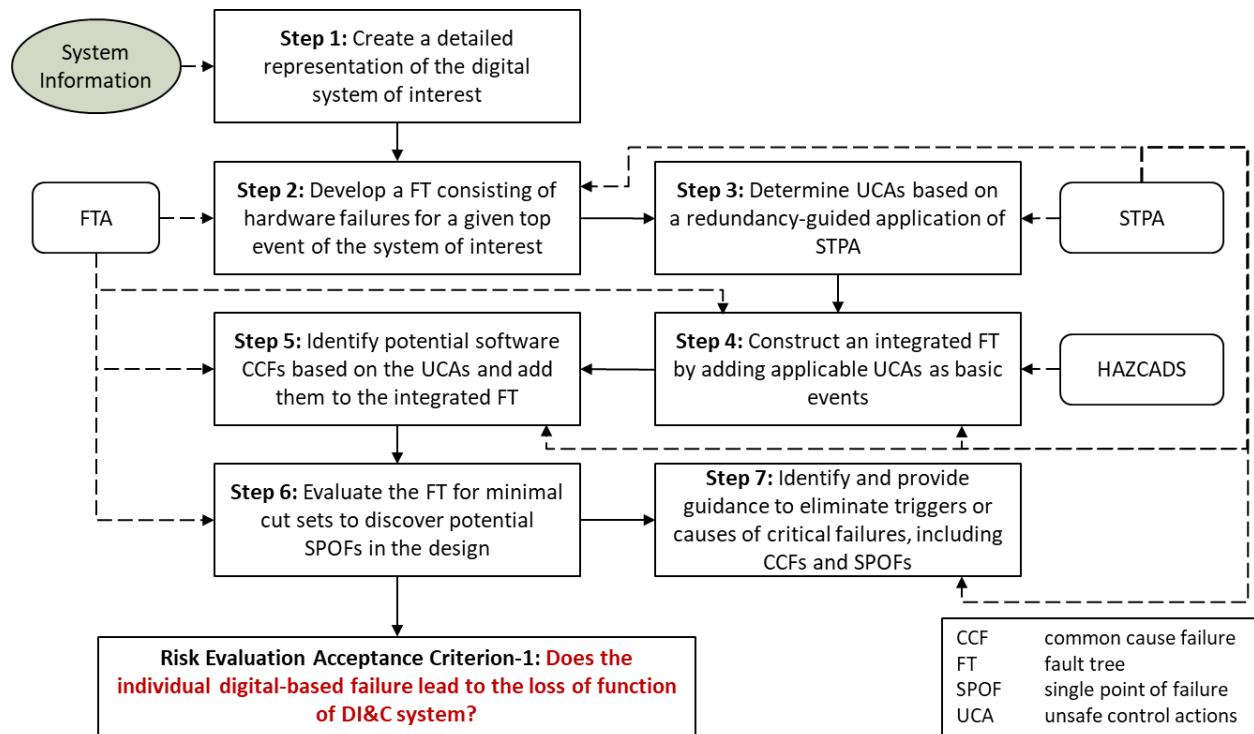 System
Information
Step 1: Create a detailed
representation of the digital
system of interest
FTA
Step 2: Develop a FT consisting of
hardware failures for a given top
event of the system of interest
Step 3: Determine UCAs based on
a redundancy-guided application of
STPA
STPA
Step 5: Identify potential software
CCFs based on the UCAs and add
them to the integrated FT
Step 4: Construct an integrated FT
by adding applicable UCAs as basic
events
HAZCADS
Step 6: Evaluate the FT for minimal
cut sets to discover potential
SPOFs in the design
Step 7: Identify and provide
guidance to eliminate triggers or
causes of critical failures, including
CCFs and SPOFs
Risk Evaluation Acceptance Criterion-1: Does the
individual digital-based failure lead to the loss of function
of DI&C system?
CCF common cause failure
FT fault tree
SPOF single point of failure
UCA unsafe control actions